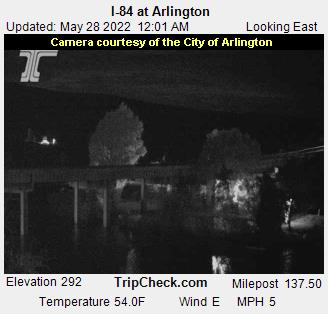 I-84 at Arlington
Updated: May 28 2022 12:01 AM Looking East
Camera courtesy of the City of Arlington
Elevation 292 TripCheck.com Milepost 137.50
Temperature 54.0F Wind E MPH 5